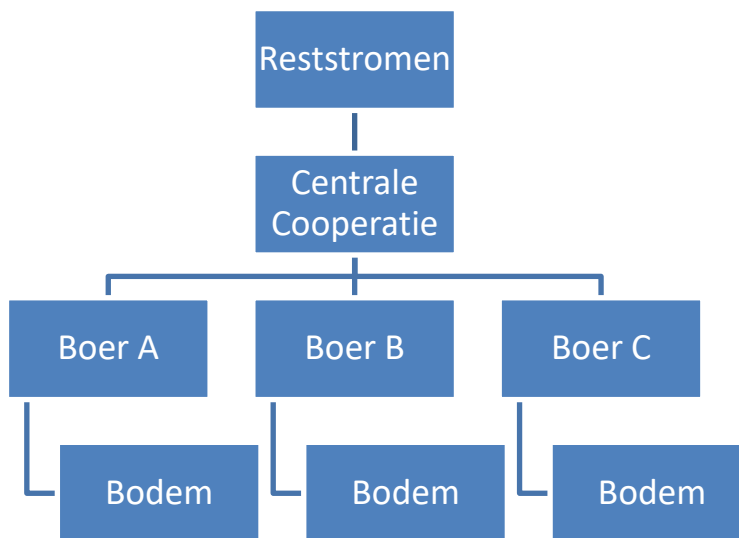 Reststromen
Centrale
Cooperatie
Boer A
Boer B
Boer C
Bodem
Bodem
Bodem